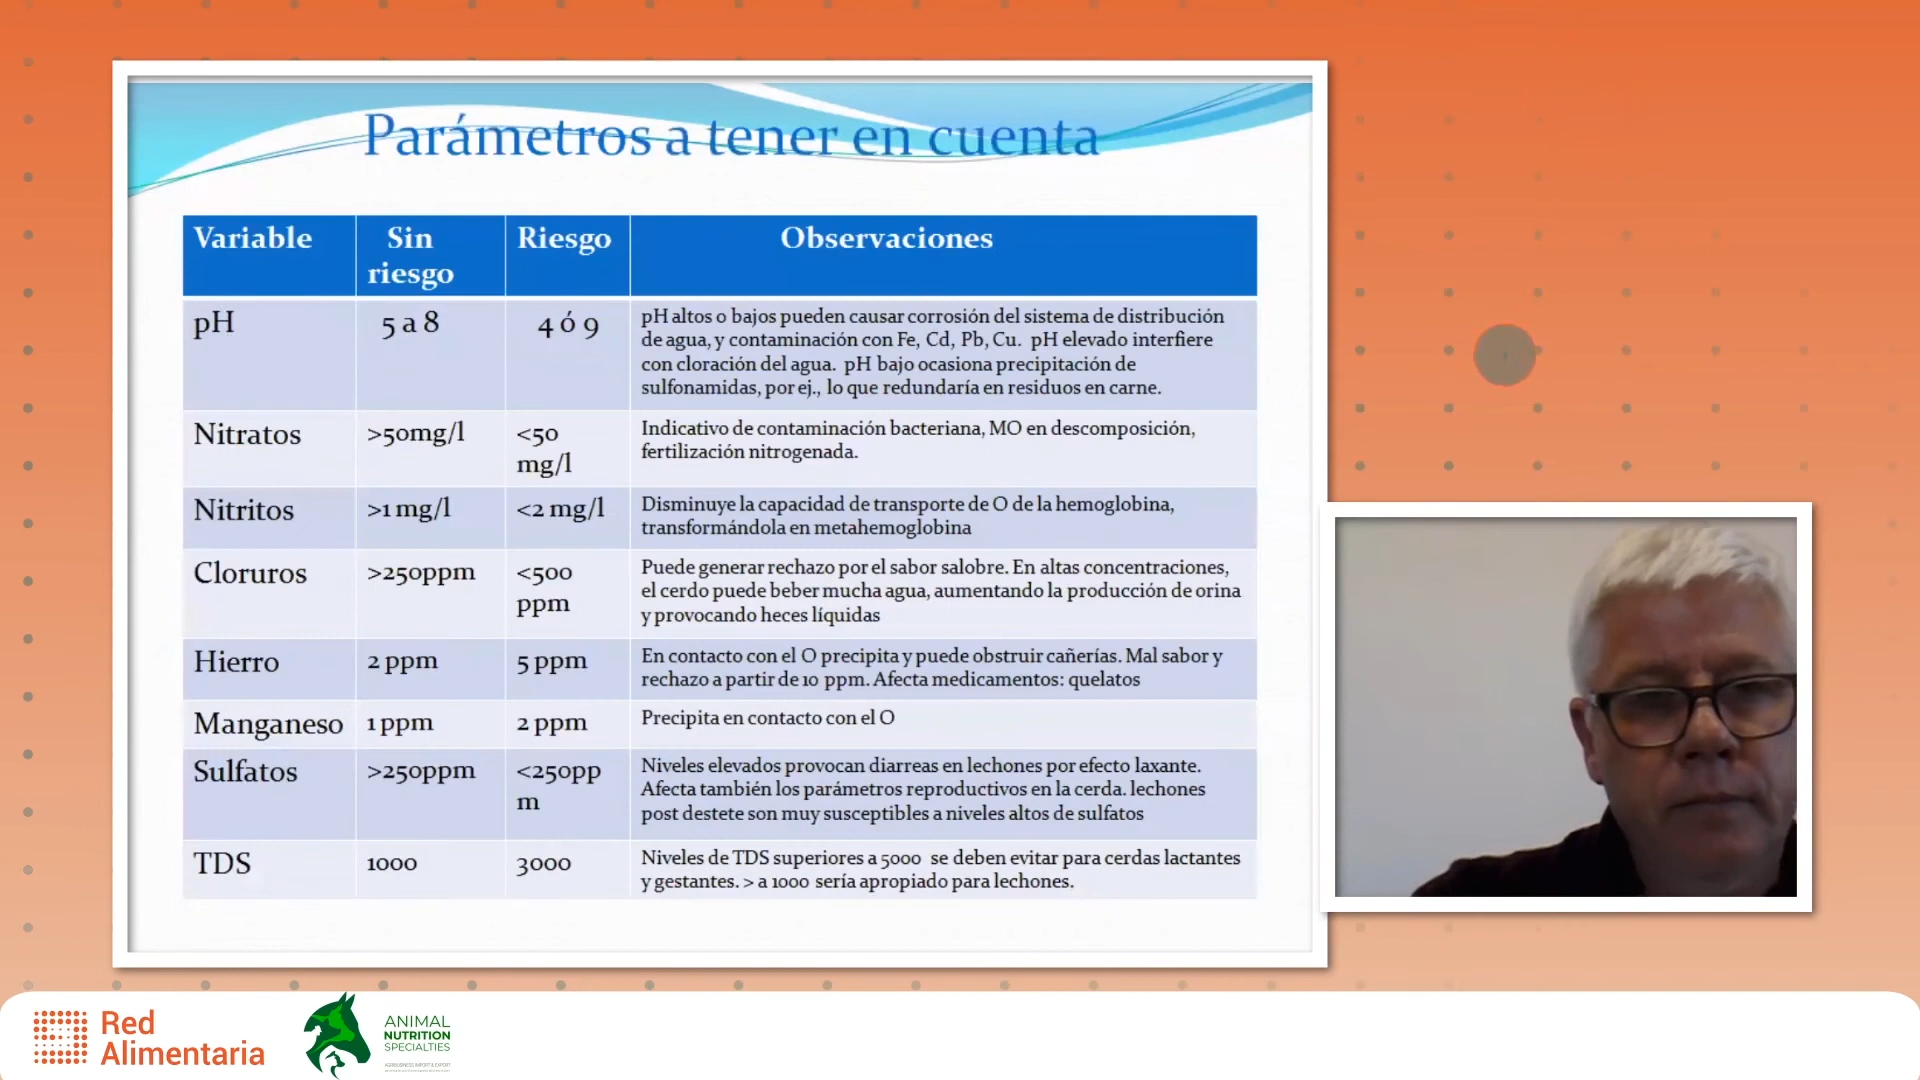 Parámetros a tener en cuenta
Variable
Sin
riesgo
Riesgo
Observaciones
pH
5 a 8
4 ó 9
pH altos o bajos pueden causar corrosión del sistema de distribución
de agua, y contaminación con Fe, Cd, Pb, Cu. pH elevado interfiere
con cloración del agua. pH bajo ocasiona precipitación de
sulfonamidas, por ej., lo que redundaría en residuos en carne.
Nitratos
>50mg/l
<50
mg/l
Indicativo de contaminación bacteriana, MO en descomposición,
fertilización nitrogenada.
Nitritos
>1 mg/l
<2 mg/l
Disminuye la capacidad de transporte de O de la hemoglobina,
transformándola en metahemoglobina
Cloruros
>250ppm
<500
ppm
Puede generar rechazo por el sabor salobre. En altas concentraciones,
el cerdo puede beber mucha agua, aumentando la producción de orina
y provocando heces líquidas
Hierro
2 ppm
5 ppm
En contacto con el O precipita y puede obstruir cañerías. Mal sabor y
rechazo a partir de 10 ppm. Afecta medicamentos: quelatos
Manganeso
1 ppm
2 ppm
Precipita en contacto con el O
Sulfatos
>250ppm
<250pp
m
Niveles elevados provocan diarreas en lechones por efecto laxante.
Afecta también los parámetros reproductivos en la cerda. lechones
post destete son muy susceptibles a niveles altos de sulfatos
TDS
1000
3000
Niveles de TDS superiores a 5000 se deben evitar para cerdas lactantes
y gestantes. > a 1000 sería apropiado para lechones.
Red
Alimentaria
ANIMAL
NUTRITION
SPECIALTIES